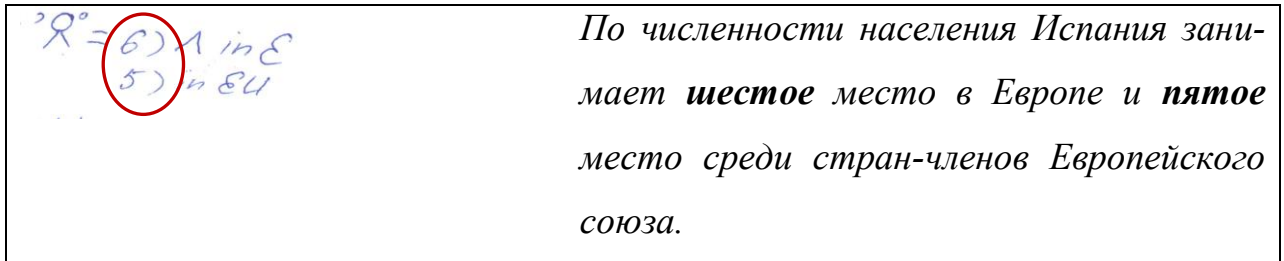 °Я°= 6) Λ in E
5) in EU
По численности населения Испания зани-
мает шестое место в Европе и пятое
место среди стран-членов Европейского
союза.